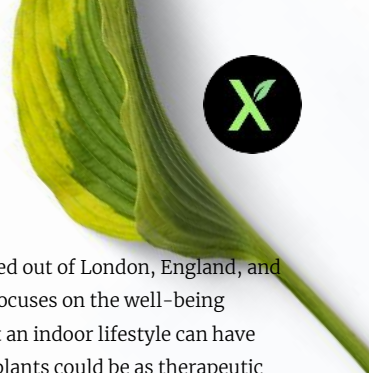 X
ed out of London, England, and
ocuses on the well-being
t an indoor lifestyle can have
plants could be as therapeutic